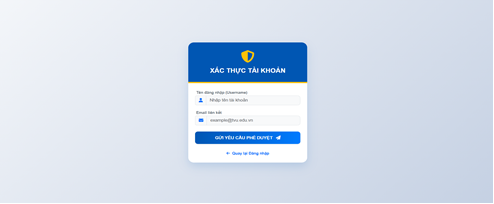 XÁC THỰC TÀI KHOẢN
Tên đăng nhập (Username)
Nhập tên tài khoản
Email liên kết
example@hvu.edu.vn
GỬI YÊU CẦU PHÊ DUYỆT
Quay lại Đăng nhập